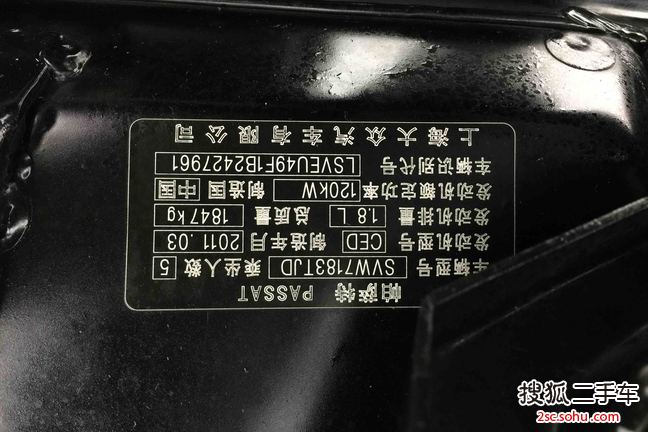 帕萨特 PASSAT
车辆型号 SVW7183TJD 乘坐人数 5
发动机型号 CED 制造年月 2011.03
发动机排量 1.8 L 总质量 1847kg
发动机额定功率 120kW 制造国 中国
车辆识别代号 LSVEU49F1B2427961
上海大众汽车有限公司
搜狐 二手车
2sc.sohu.com